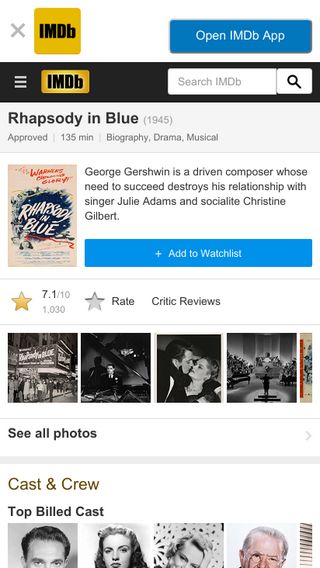 IMDb
Open IMDb App
IMDb
Search IMDb
Rhapsody in Blue (1945)
Approved | 135 min | Biography, Drama, Musical
George Gershwin is a driven composer whose
need to succeed destroys his relationship with
singer Julie Adams and socialite Christine
Gilbert.
RHAPSODY
IN
BLUE
+ Add to Watchlist
7.1/10
1,030
Rate
Critic Reviews
See all photos
Cast & Crew
Top Billed Cast